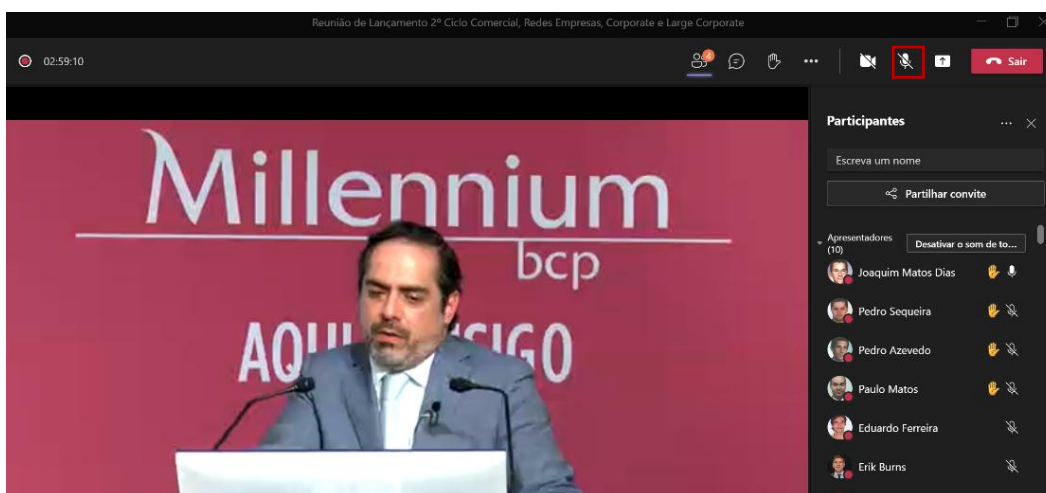 Reunião de Lançamento 2º Ciclo Comercial, Redes Empresas, Corporate e Large Corporate
02:59:10
4
Sair
Millennium
bcp
Participantes
Escreva um nome
Partilhar convite
Apresentadores
(10)
Desativar o som de to...
Joaquim Matos Dias
Pedro Sequeira
Pedro Azevedo
Paulo Matos
Eduardo Ferreira
Erik Burns